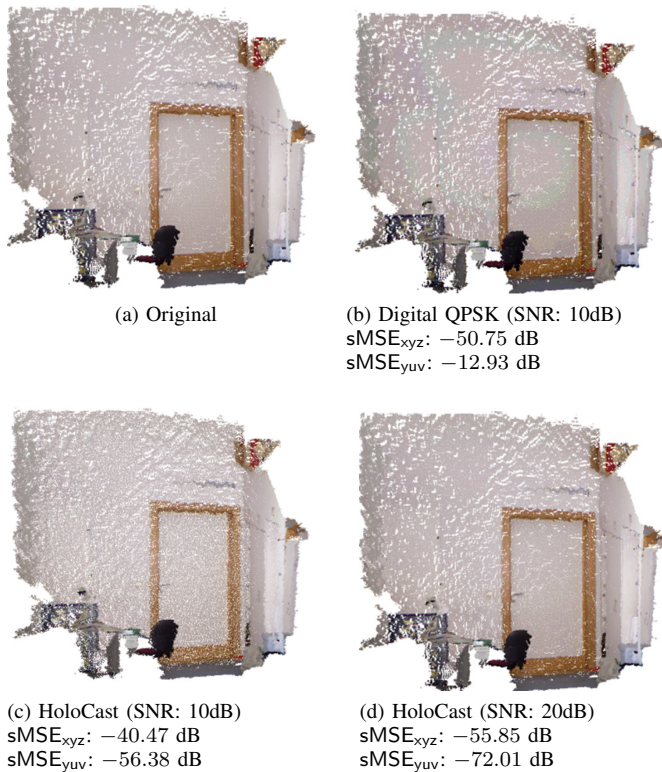 (a) Original
(b) Digital QPSK (SNR: 10dB)
sMSExyz: −50.75 dB
sMSEyuv: −12.93 dB
(c) HoloCast (SNR: 10dB)
sMSExyz: −40.47 dB
sMSEyuv: −56.38 dB
(d) HoloCast (SNR: 20dB)
sMSExyz: −55.85 dB
sMSEyuv: −72.01 dB